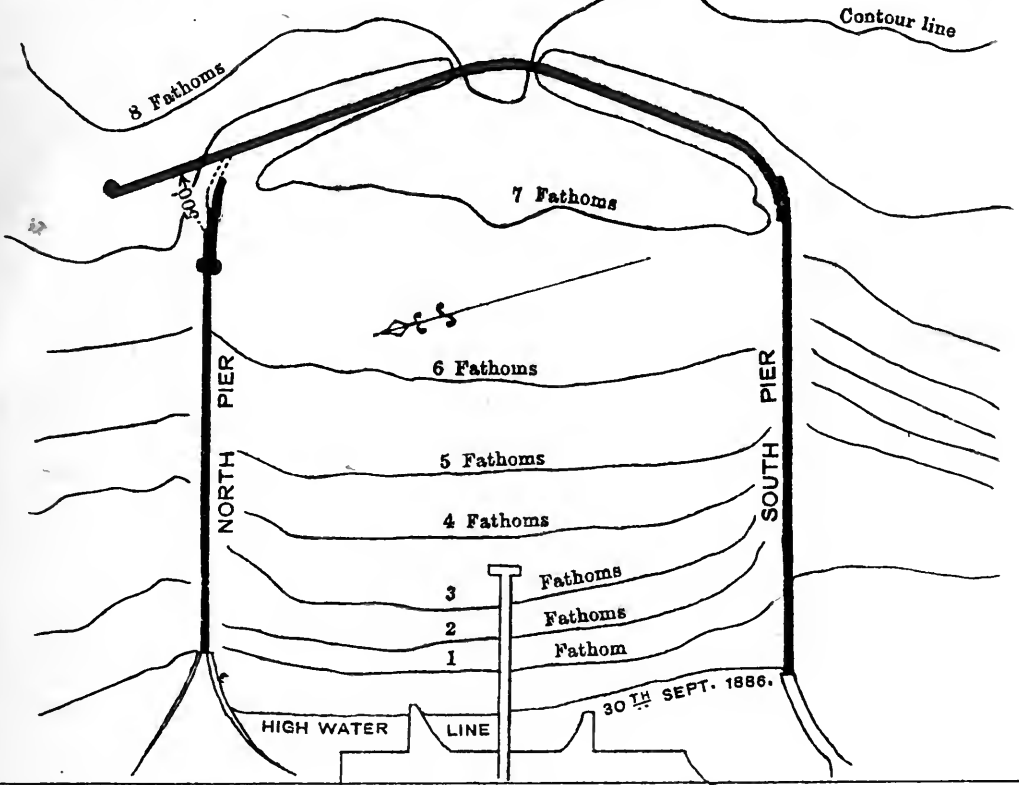 Contour line
8 Fathoms
300'
7 Fathoms
6 Fathoms
NORTH PIER
SOUTH PIER
5 Fathoms
4 Fathoms
3 Fathoms
2 Fathoms
1 Fathom
30TH SEPT. 1886.
HIGH WATER LINE